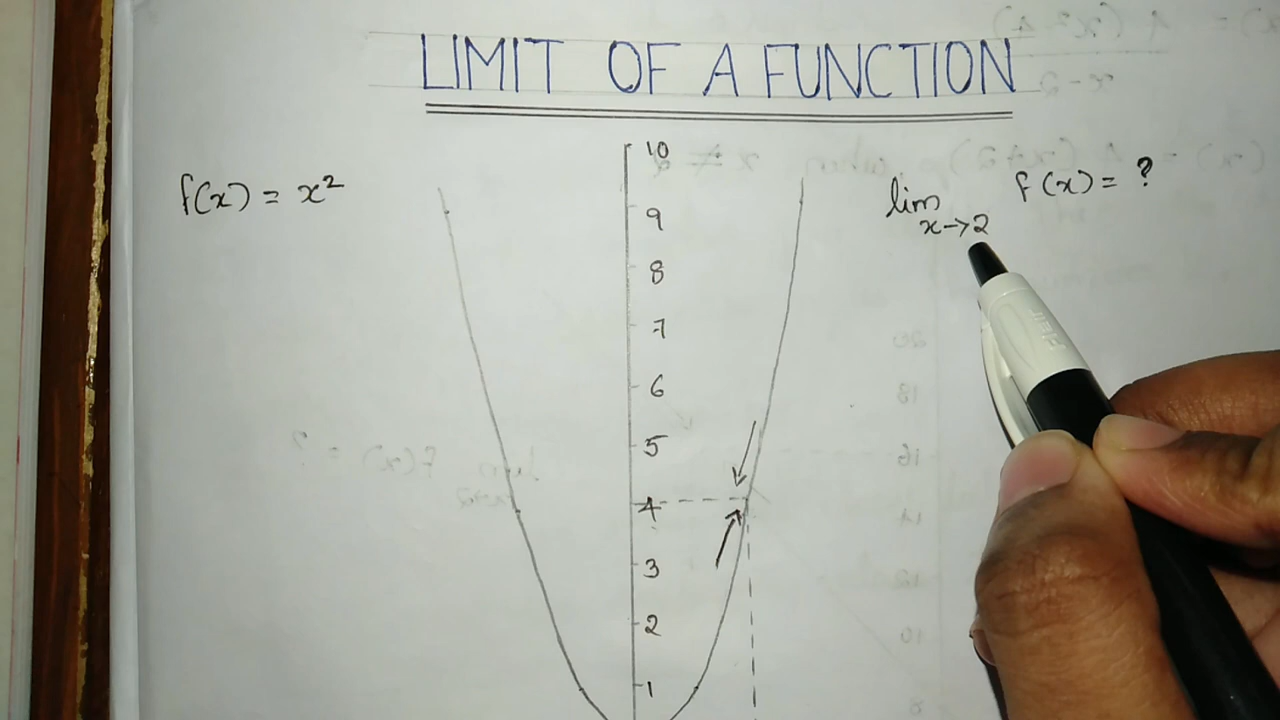 LIMIT OF A FUNCTION
f(x) = x²
lim f(x) = ?
x→2
10
9
8
7
6
5
4
3
2
1